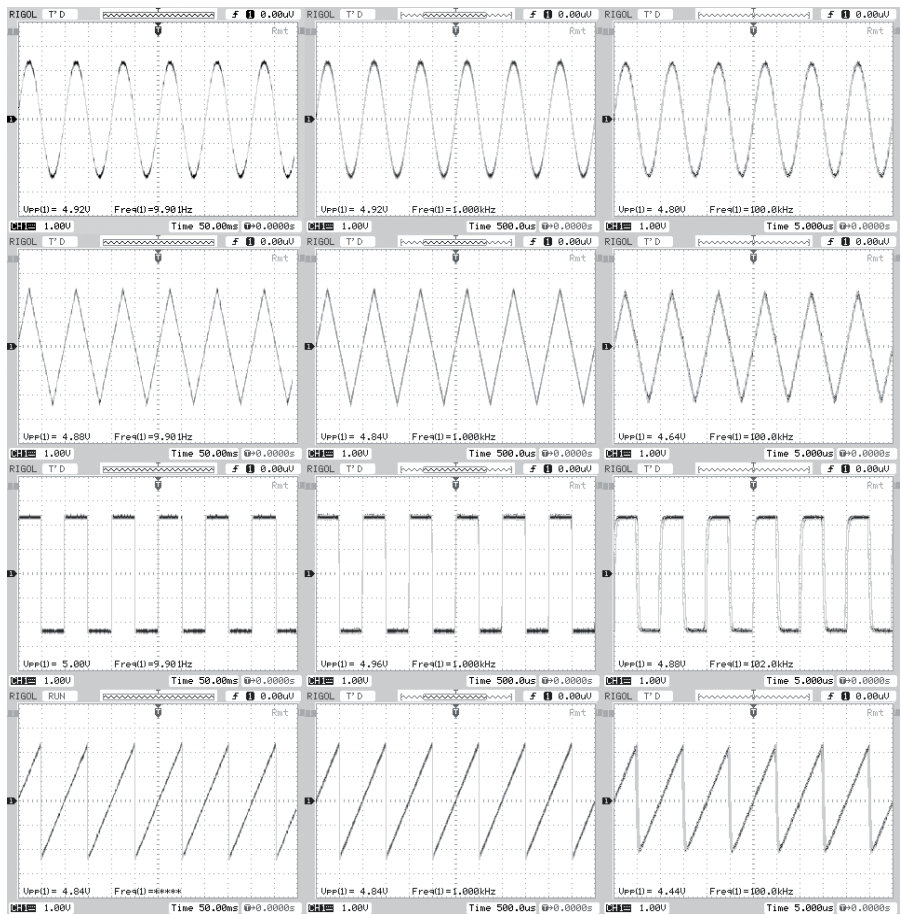 RIGOL T'D 1 0.00uV RIGOL T'D 1 0.00uV RIGOL T'D 1 0.00uV
T Rmt T Rmt T Rmt
1 1 1
Vpp(1)= 4.92V Freq(1)=9.901Hz Vpp(1)= 4.92V Freq(1)=1.000kHz Vpp(1)= 4.80V Freq(1)=100.0kHz
CH1 1.00V Time 50.00ms T→0.0000s CH1 1.00V Time 500.0us T→0.0000s CH1 1.00V Time 5.000us T→0.0000s
RIGOL T'D 1 0.00uV RIGOL T'D 1 0.00uV RIGOL T'D 1 0.00uV
T Rmt T Rmt T Rmt
1 1 1
Vpp(1)= 4.88V Freq(1)=9.901Hz Vpp(1)= 4.84V Freq(1)=1.000kHz Vpp(1)= 4.64V Freq(1)=100.0kHz
CH1 1.00V Time 50.00ms T→0.0000s CH1 1.00V Time 500.0us T→0.0000s CH1 1.00V Time 5.000us T→0.0000s
RIGOL T'D 1 0.00uV RIGOL T'D 1 0.00uV RIGOL T'D 1 0.00uV
T Rmt T Rmt T Rmt
1 1 1
Vpp(1)= 5.00V Freq(1)=9.901Hz Vpp(1)= 4.96V Freq(1)=1.000kHz Vpp(1)= 4.88V Freq(1)=102.0kHz
CH1 1.00V Time 50.00ms T→0.0000s CH1 1.00V Time 500.0us T→0.0000s CH1 1.00V Time 5.000us T→0.0000s
RIGOL RUN 1 0.00uV RIGOL T'D 1 0.00uV RIGOL T'D 1 0.00uV
T Rmt T Rmt T Rmt
1 1 1
Vpp(1)= 4.84V Freq(1)=***** Vpp(1)= 4.84V Freq(1)=1.000kHz Vpp(1)= 4.44V Freq(1)=100.0kHz
CH1 1.00V Time 50.00ms T→0.0000s CH1 1.00V Time 500.0us T→0.0000s CH1 1.00V Time 5.000us T→0.0000s